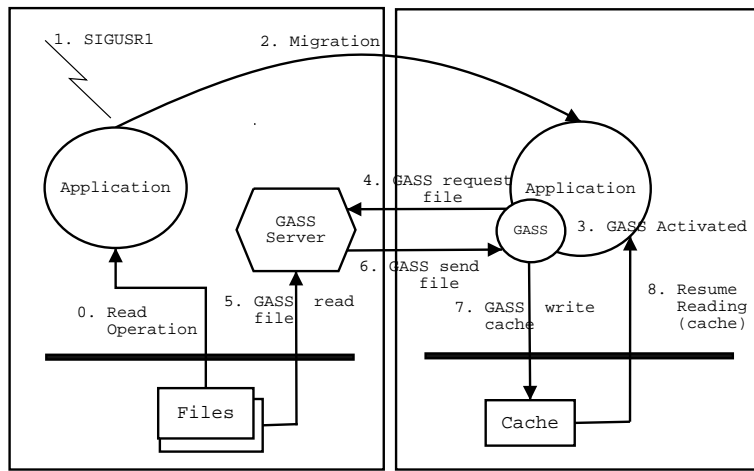 1. SIGUSR1
2. Migration
Application
GASS
Server
4. GASS request
file
Application
GASS
3. GASS Activated
6. GASS send
file
0. Read
Operation
5. GASS read
file
7. GASS write
cache
8. Resume
Reading
(cache)
Files
Cache